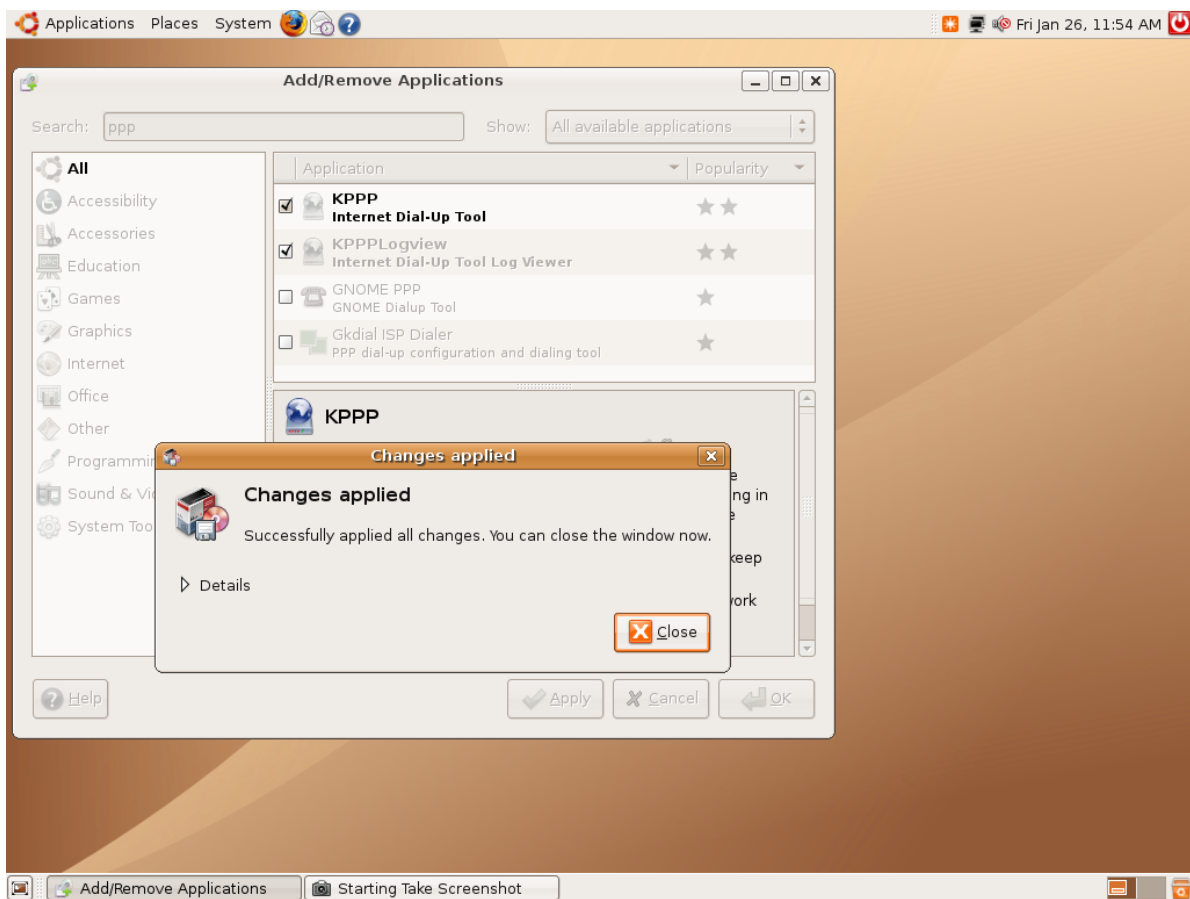 Applications Places System Fri Jan 26, 11:54 AM
Add/Remove Applications
Search: ppp Show: All available applications
All
Accessibility
Accessories
Education
Games
Graphics
Internet
Office
Other
Programmi
Sound & Vi
System Too
Application Popularity
KPPP
Internet Dial-Up Tool
KPPPLogview
Internet Dial-Up Tool Log Viewer
GNOME PPP
GNOME Dialup Tool
Gkdial ISP Dialer
PPP dial-up configuration and dialing tool
KPPP
ng in
keep
work
Changes applied
Changes applied
Successfully applied all changes. You can close the window now.
Details
Close
Help Apply Cancel OK
Add/Remove Applications Starting Take Screenshot